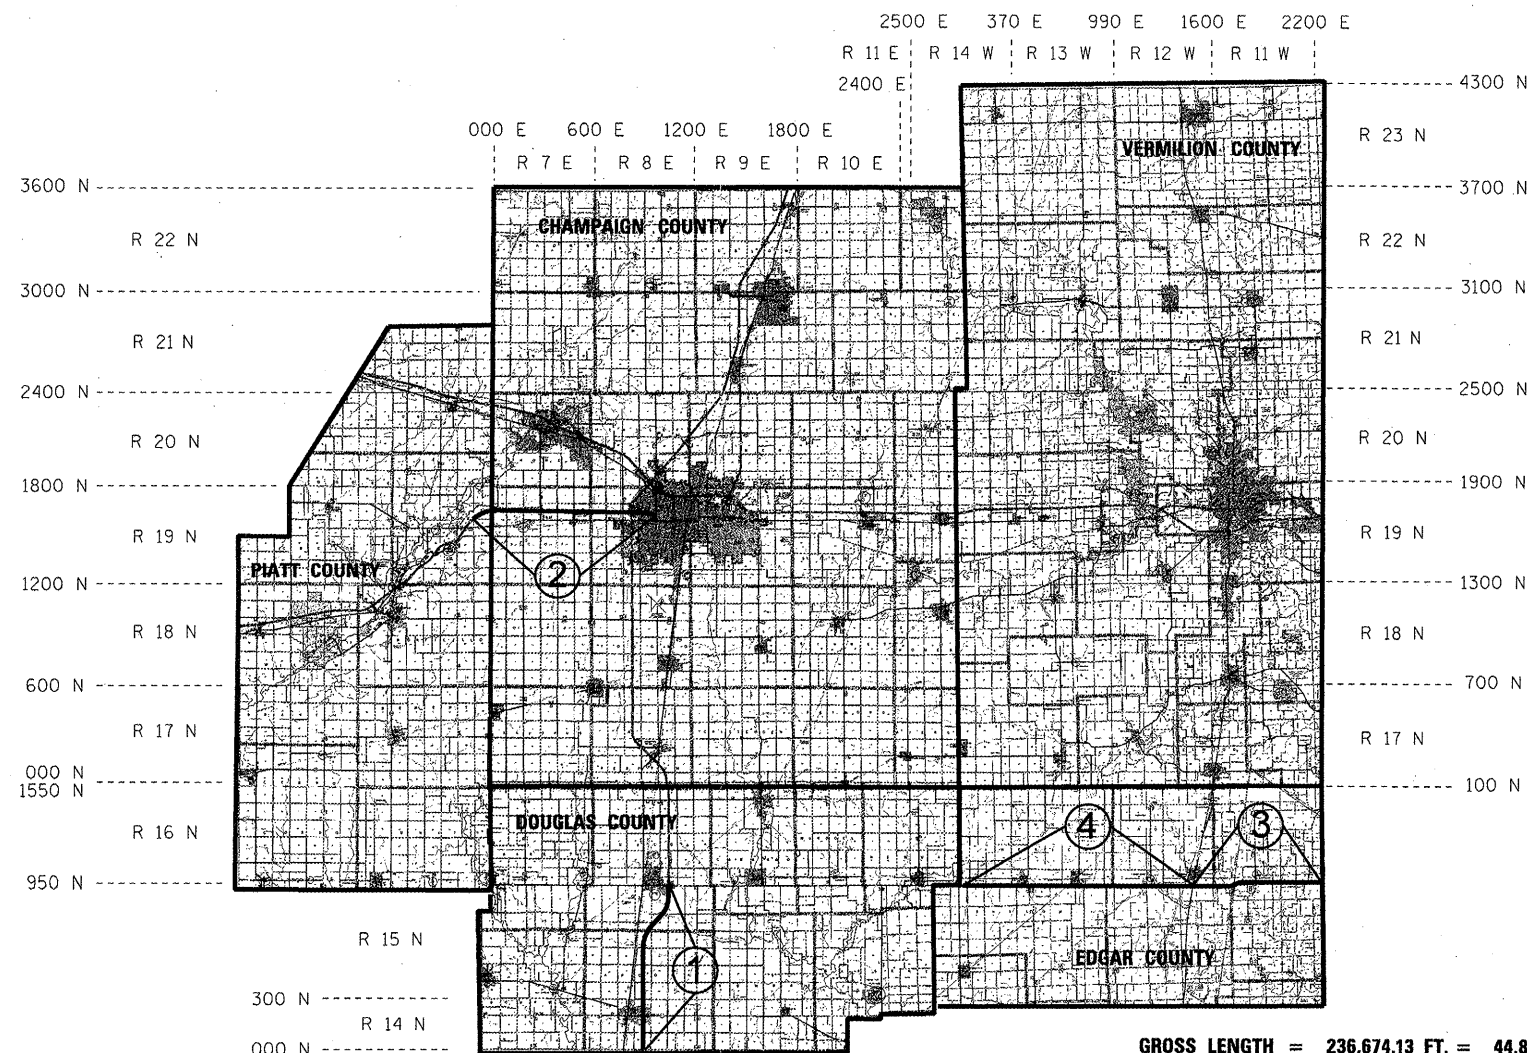 2500 E 370 E 990 E 1600 E 2200 E
R 11 E R 14 W R 13 W R 12 W R 11 W
2400 E
4300 N
000 E 600 E 1200 E 1800 E
R 23 N
VERMILION COUNTY
R 7 E R 8 E R 9 E R 10 E
3600 N
3700 N
CHAMPAIGN COUNTY
R 22 N
R 22 N
3000 N
3100 N
R 21 N
R 21 N
2400 N
2500 N
R 20 N
R 20 N
1800 N
1900 N
R 19 N
R 19 N
PIATT COUNTY
2
1200 N
1300 N
R 18 N
R 18 N
600 N
700 N
R 17 N
R 17 N
000 N
1550 N
100 N
DOUGLAS COUNTY
4
3
R 16 N
950 N
R 15 N
1
EDGAR COUNTY
300 N
R 14 N
000 N
GROSS LENGTH = 236,674.13 FT. = 44.8